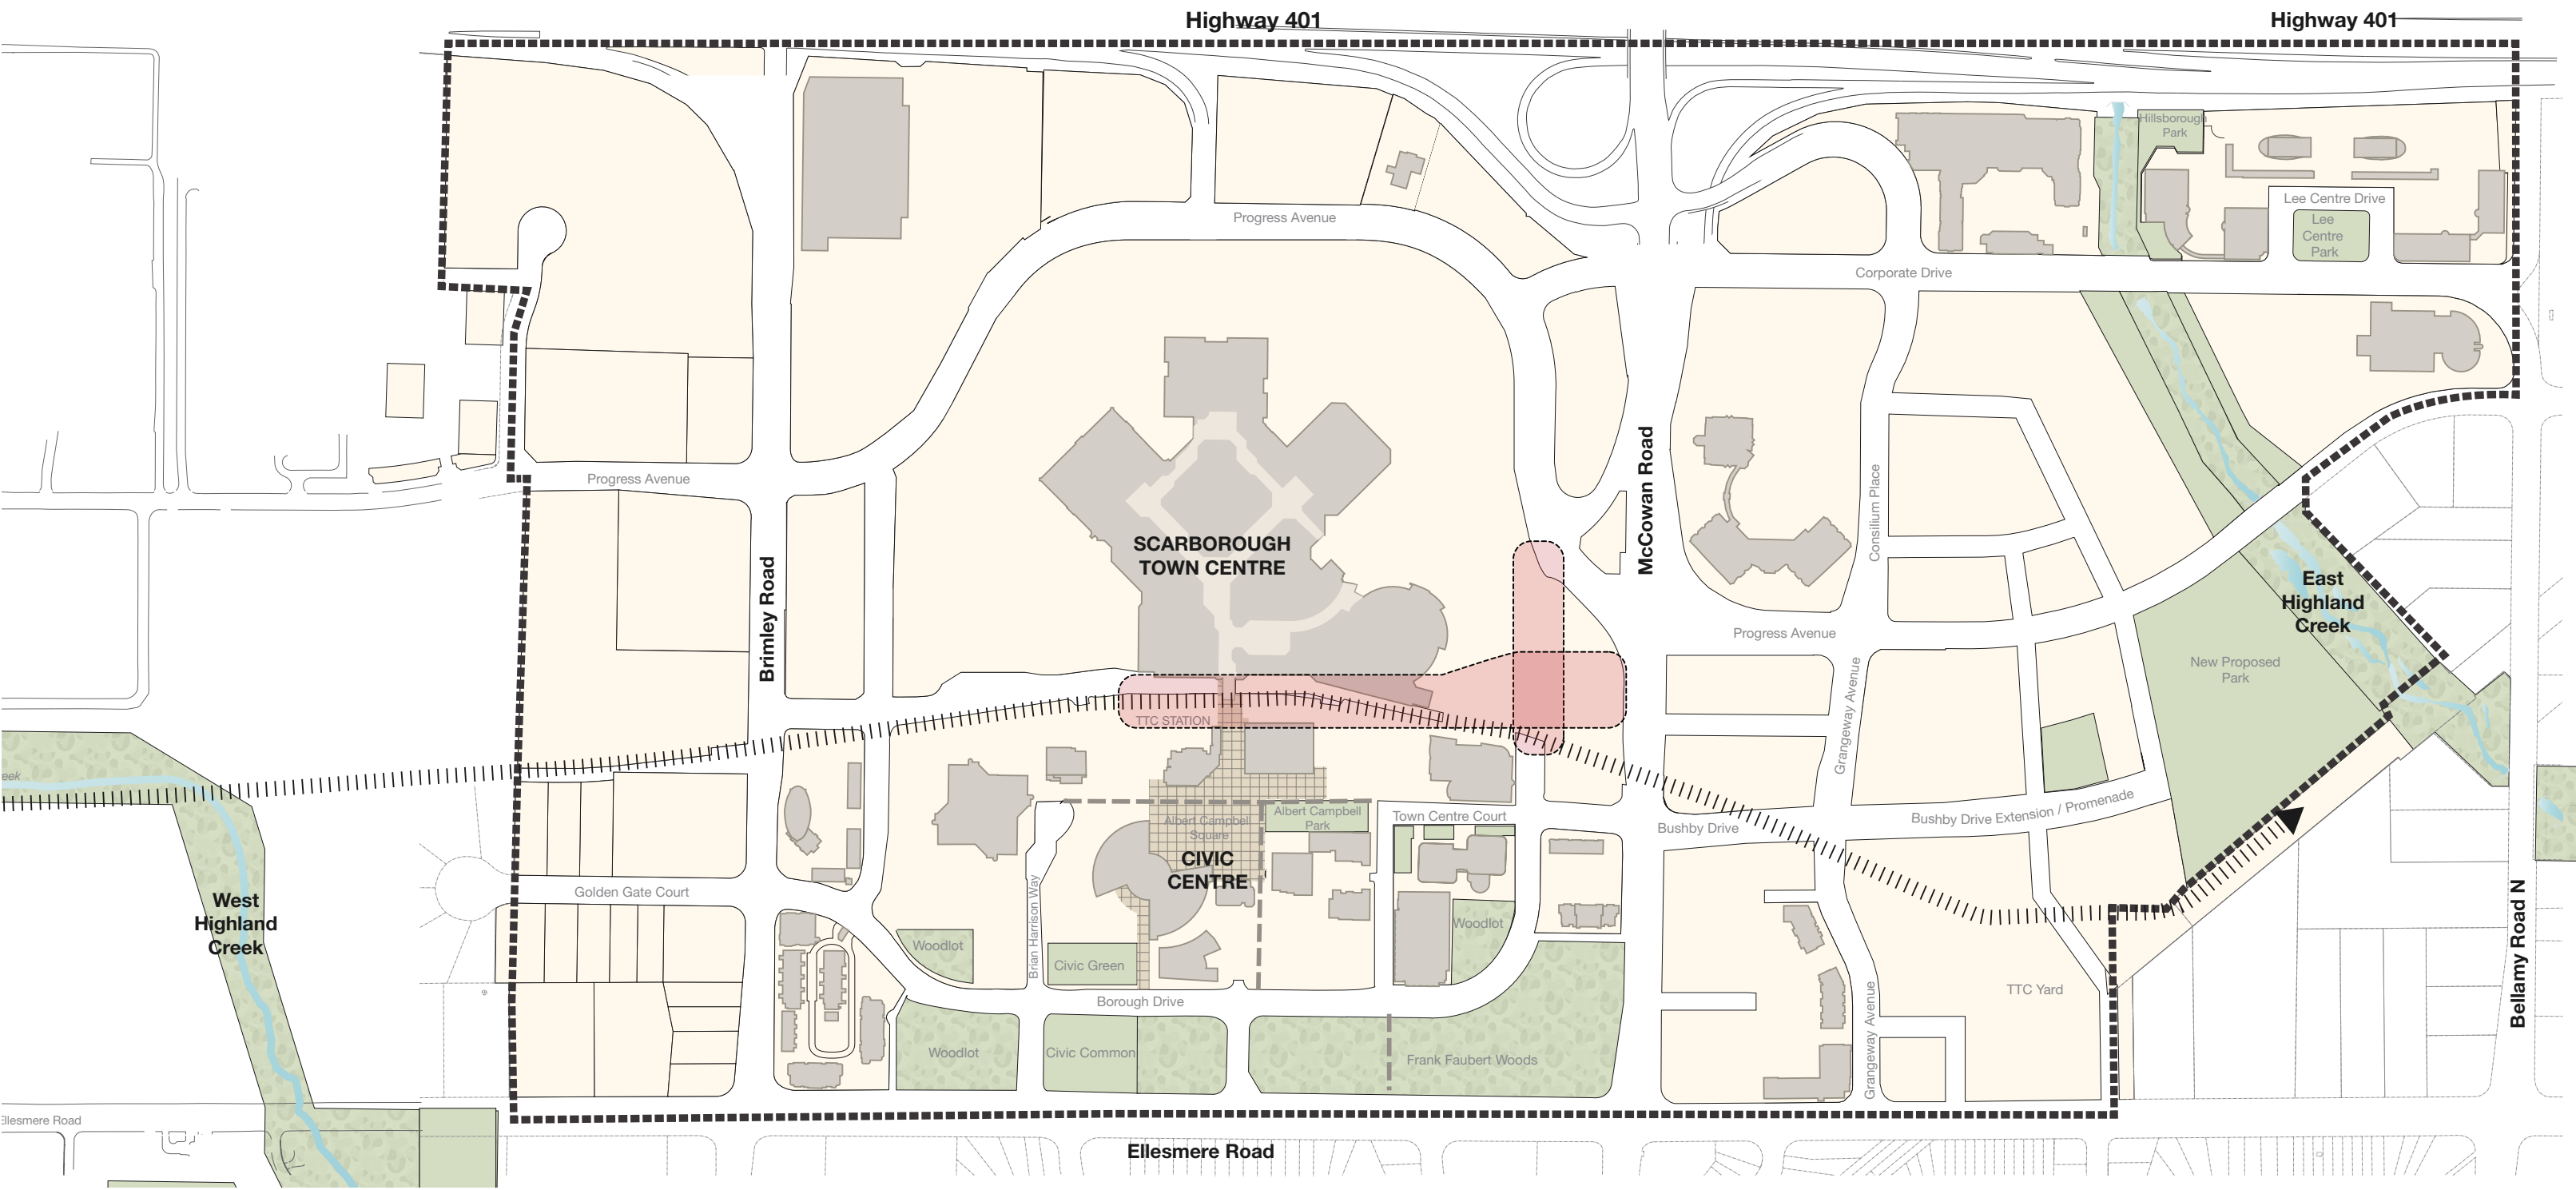 Highway 401
Highway 401
Hillsborough
Park
Lee Centre Drive
Lee
Centre
Park
Progress Avenue
Corporate Drive
Progress Avenue
McCowan Road
Consilium Place
SCARBOROUGH
TOWN CENTRE
Brimley Road
East
Highland
Creek
Progress Avenue
New Proposed
Park
Grangeway Avenue
TTC STATION
eek
Albert Campbell
Square
Albert Campbell
Park
Town Centre Court
Bushby Drive
Bushby Drive Extension / Promenade
CIVIC
CENTRE
Golden Gate Court
West
Highland
Creek
Brian Harrison Way
Woodlot
Civic Green
Woodlot
Bellamy Road N
Borough Drive
TTC Yard
Grangeway Avenue
Woodlot
Civic Common
Frank Faubert Woods
Ellesmere Road
Ellesmere Road